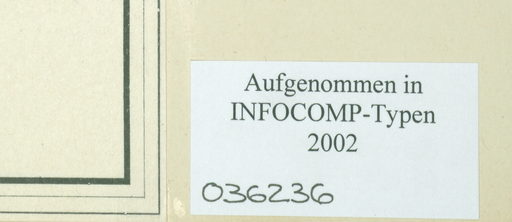 Aufgenommen in
INFOCOMP-Typen
2002
036236